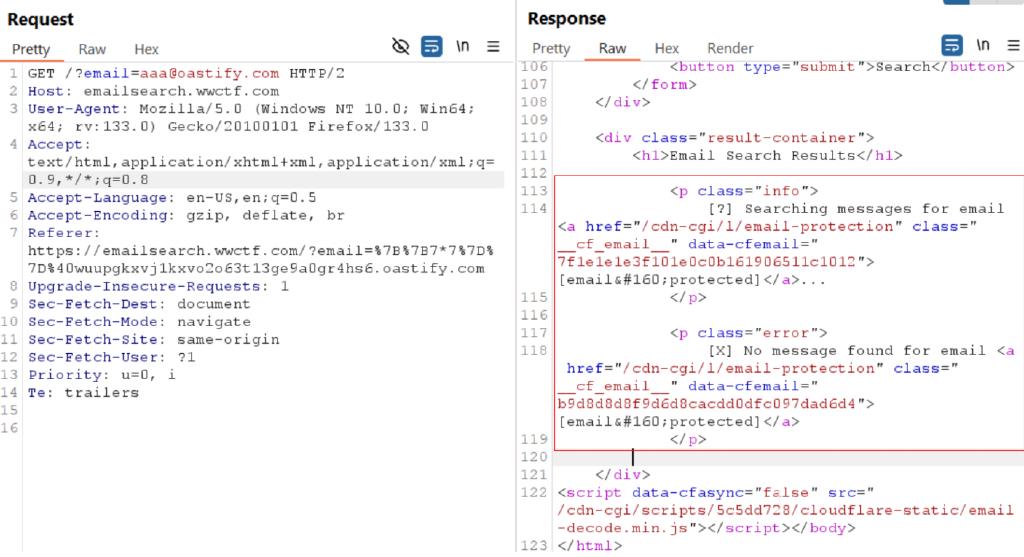 Request
Pretty Raw Hex
\n
1 GET /?email=aaa@oastify.com HTTP/2
2 Host: emailsearch.wwctf.com
3 User-Agent: Mozilla/5.0 (Windows NT 10.0; Win64;
x64; rv:133.0) Gecko/20100101 Firefox/133.0
4 Accept:
text/html,application/xhtml+xml,application/xml;q=
0.9,*/*;q=0.8
5 Accept-Language: en-US,en;q=0.5
6 Accept-Encoding: gzip, deflate, br
7 Referer:
https://emailsearch.wwctf.com/?email=%7B%7B7*7%7D%
7D%40wuupgkxvj1kxvo2o63t13ge9a0gr4hs6.oastify.com
8 Upgrade-Insecure-Requests: 1
9 Sec-Fetch-Dest: document
10 Sec-Fetch-Mode: navigate
11 Sec-Fetch-Site: same-origin
12 Sec-Fetch-User: ?1
13 Priority: u=0, i
14 Te: trailers
15
16
Response
Pretty Raw Hex Render
\n
106 <button type="submit">Search</button>
107 </form>
108 </div>
109
110 <div class="result-container">
111 <h1>Email Search Results</h1>
112
113 <p class="info">
114 [?] Searching messages for email
<a href="/cdn-cgi/l/email-protection" class="
__cf_email__" data-cfemail="
7f1e1e1e3f101e0c0b161906511c1012">
[email&#160;protected]</a>...
115 </p>
116
117 <p class="error">
118 [X] No message found for email <a
href="/cdn-cgi/l/email-protection" class="
__cf_email__" data-cfemail="
b9d8d8d8f9d6d8cacdd0dfc097dad6d4">
[email&#160;protected]</a>
119 </p>
120
121 </div>
122 <script data-cfasync="false" src="
/cdn-cgi/scripts/5c5dd728/cloudflare-static/email
-decode.min.js"></script></body>
123 </html>